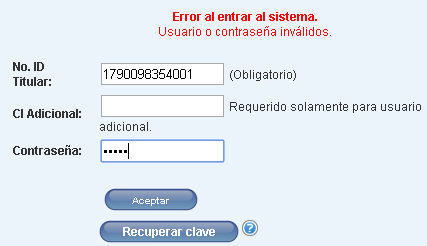 Error al entrar al sistema.
Usuario o contraseña inválidos.
No. ID
Titular:
1790098354001 (Obligatorio)
CI Adicional: Requerido solamente para usuario
adicional.
Contraseña: •••••
Aceptar
Recuperar clave ?